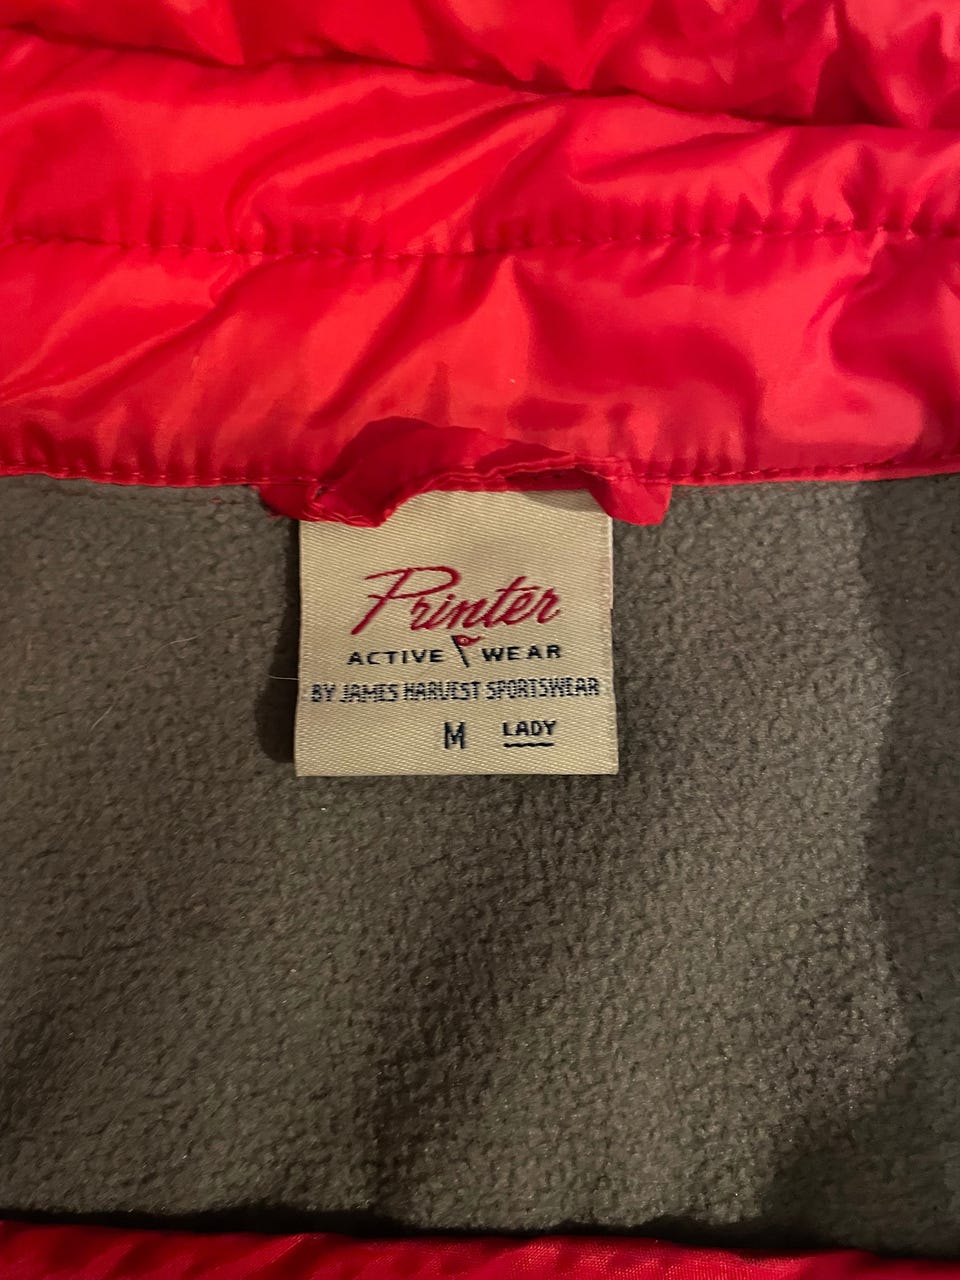 Printer
ACTIVE WEAR
BY JAMES HARVEST SPORTSWEAR
M LADY